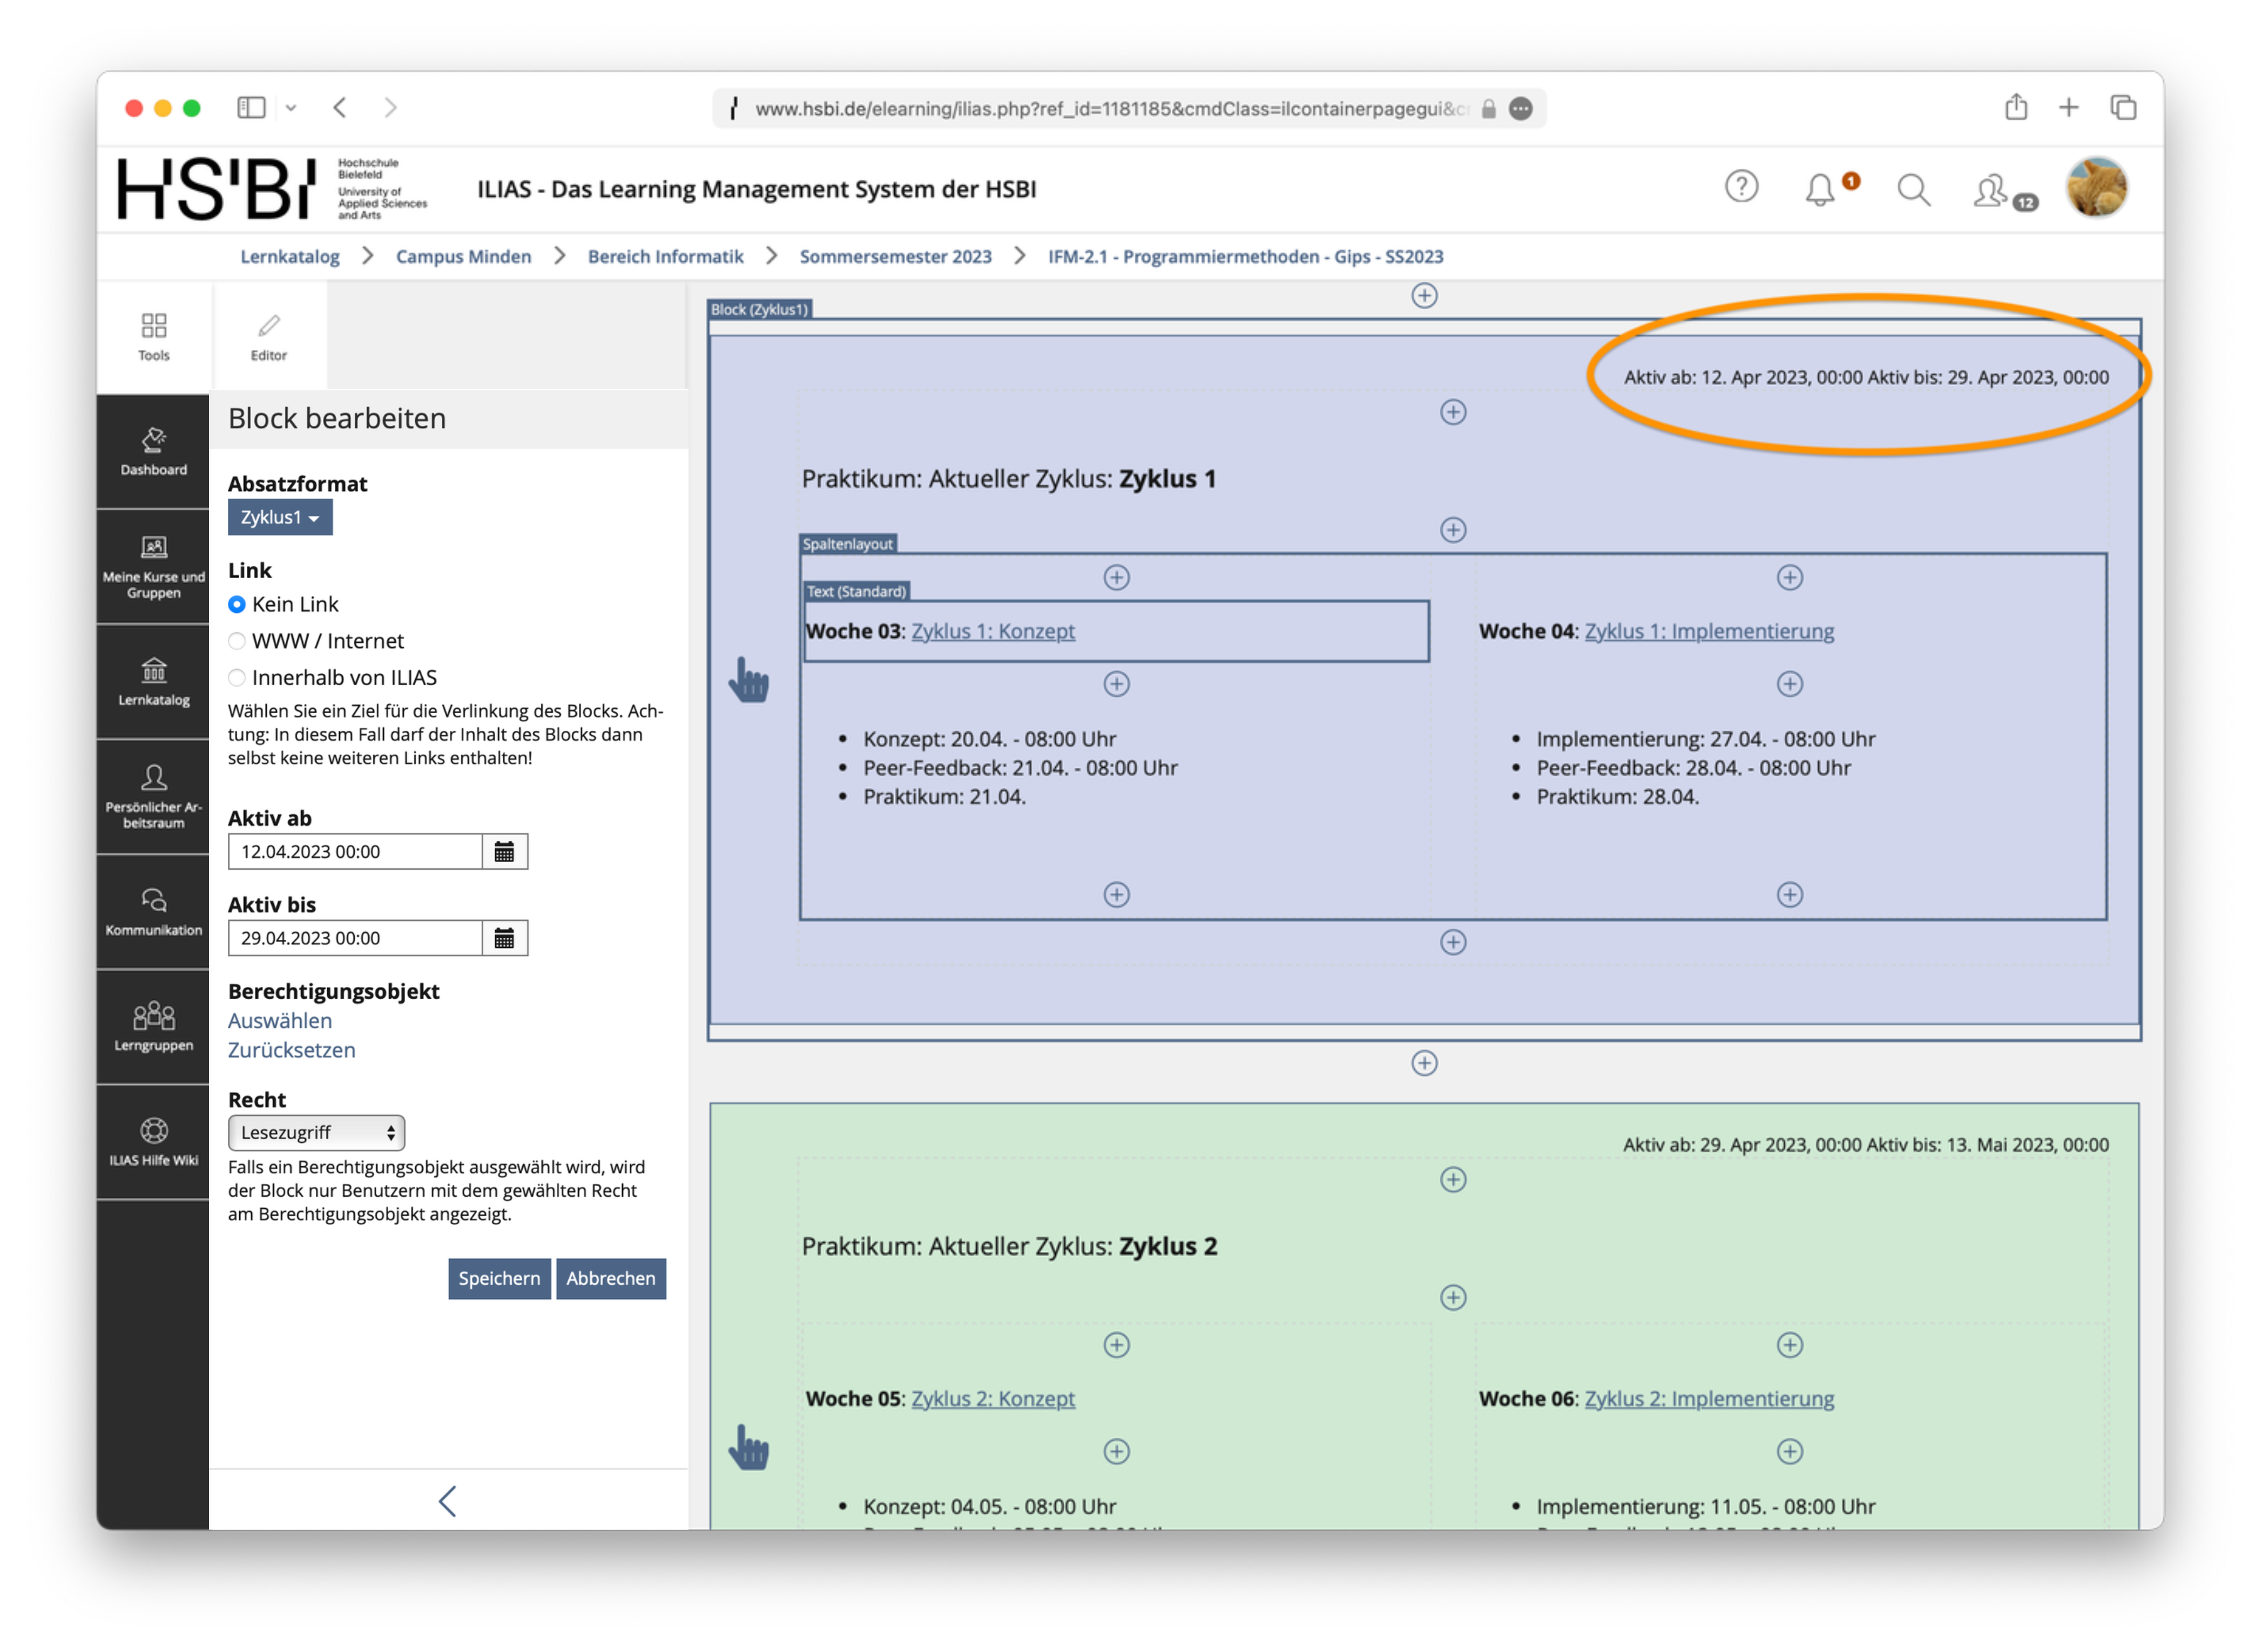 www.hsbi.de/elearning/ilias.php?ref_id=1181185&cmdClass=ilcontainerpagegui&c
HSBI
Hochschule
Bielefeld
University of
Applied Sciences
and Arts
ILIAS - Das Learning Management System der HSBI
1
12
Lernkatalog
Campus Minden
Bereich Informatik
Sommersemester 2023
IFM-2.1 - Programmiermethoden - Gips - SS2023
Tools
Editor
Dashboard
Meine Kurse und
Gruppen
Lernkatalog
Persönlicher Ar-
beitsraum
Kommunikation
Lerngruppen
ILIAS Hilfe Wiki
Block bearbeiten
Absatzformat
Zyklus1
Link
Kein Link
WWW / Internet
Innerhalb von ILIAS
Wählen Sie ein Ziel für die Verlinkung des Blocks. Ach-
tung: In diesem Fall darf der Inhalt des Blocks dann
selbst keine weiteren Links enthalten!
Aktiv ab
12.04.2023 00:00
Aktiv bis
29.04.2023 00:00
Berechtigungsobjekt
Auswählen
Zurücksetzen
Recht
Lesezugriff
Falls ein Berechtigungsobjekt ausgewählt wird, wird
der Block nur Benutzern mit dem gewählten Recht
am Berechtigungsobjekt angezeigt.
Speichern
Abbrechen
Block (Zyklus1)
Aktiv ab: 12. Apr 2023, 00:00 Aktiv bis: 29. Apr 2023, 00:00
Praktikum: Aktueller Zyklus: Zyklus 1
Spaltenlayout
Text (Standard)
Woche 03: Zyklus 1: Konzept
• Konzept: 20.04. - 08:00 Uhr
• Peer-Feedback: 21.04. - 08:00 Uhr
• Praktikum: 21.04.
Woche 04: Zyklus 1: Implementierung
• Implementierung: 27.04. - 08:00 Uhr
• Peer-Feedback: 28.04. - 08:00 Uhr
• Praktikum: 28.04.
Aktiv ab: 29. Apr 2023, 00:00 Aktiv bis: 13. Mai 2023, 00:00
Praktikum: Aktueller Zyklus: Zyklus 2
Woche 05: Zyklus 2: Konzept
• Konzept: 04.05. - 08:00 Uhr
Woche 06: Zyklus 2: Implementierung
• Implementierung: 11.05. - 08:00 Uhr